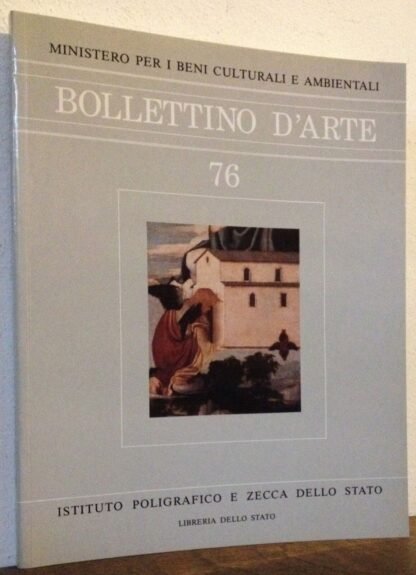 MINISTERO PER I BENI CULTURALI E AMBIENTALI
BOLLETTINO D'ARTE
76
ISTITUTO POLIGRAFICO E ZECCA DELLO STATO
LIBRERIA DELLO STATO